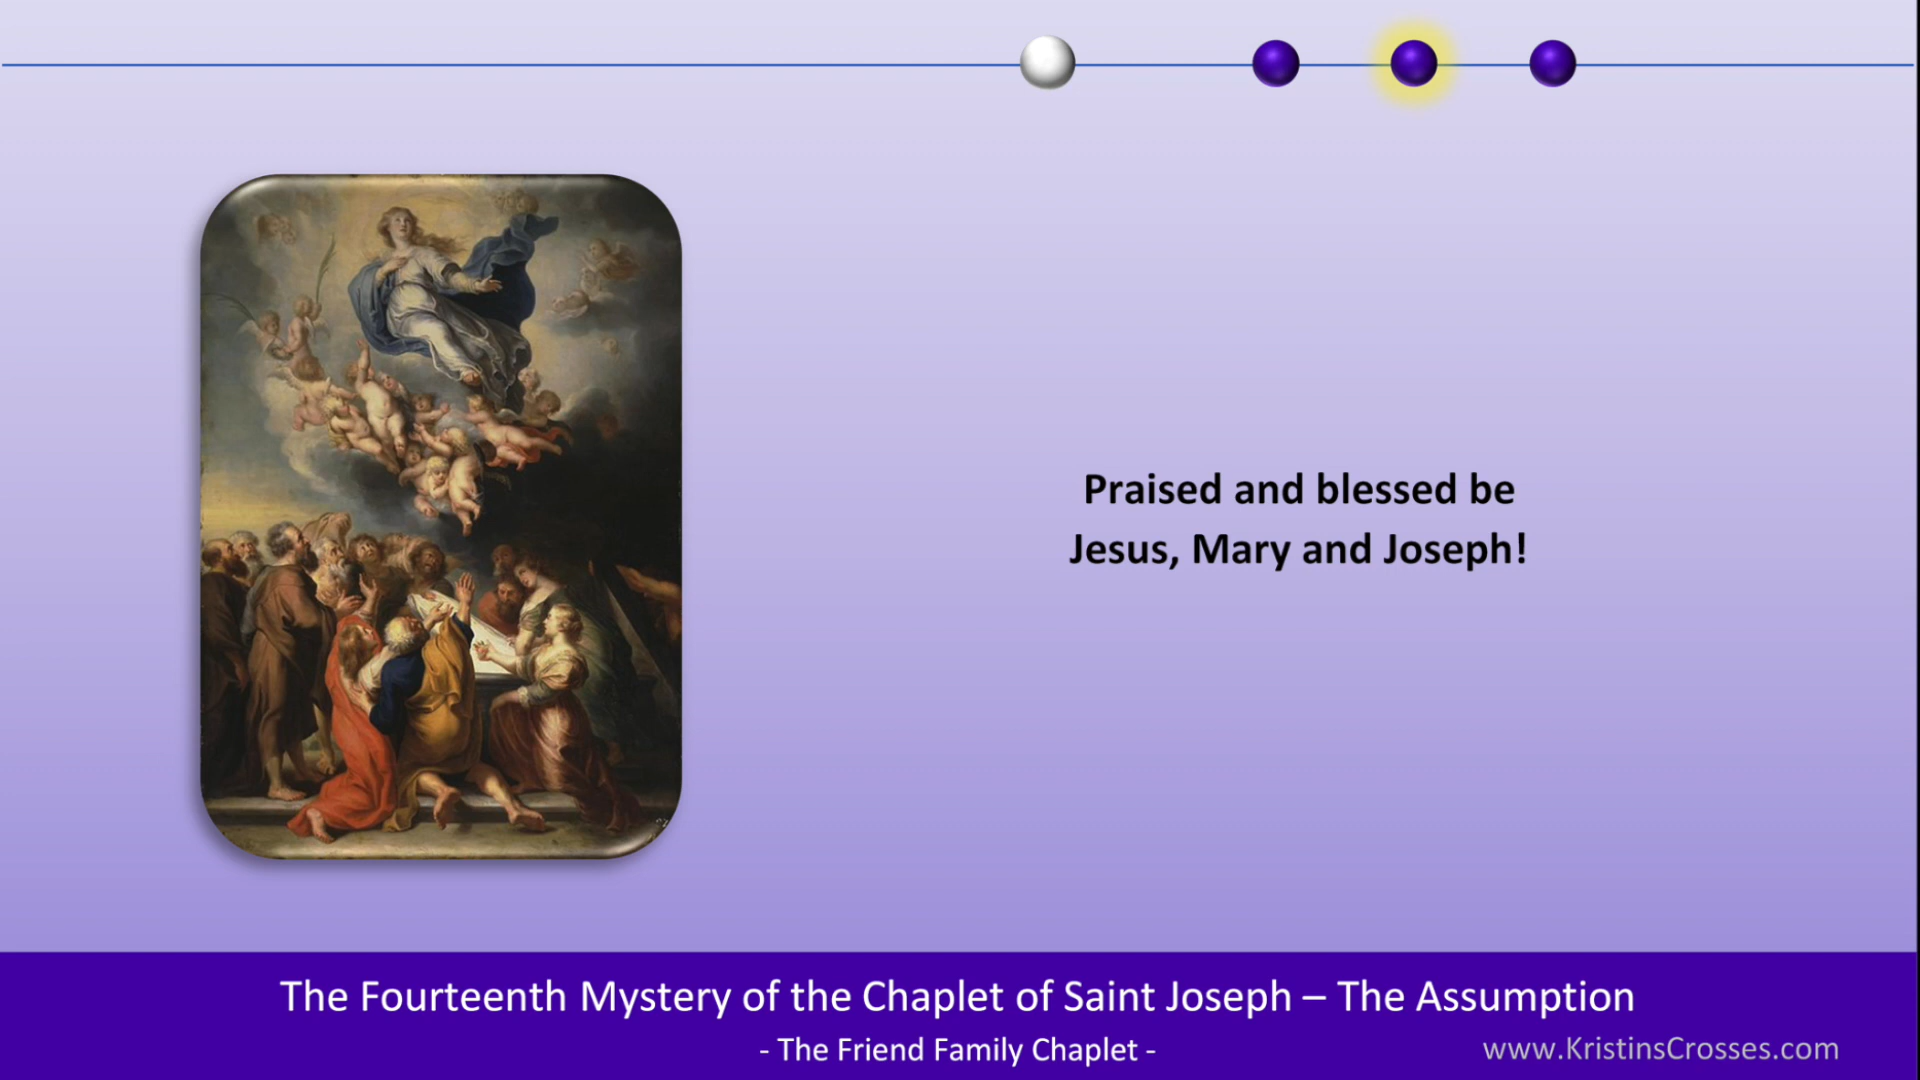 Praised and blessed be
Jesus, Mary and Joseph!
The Fourteenth Mystery of the Chaplet of Saint Joseph – The Assumption
- The Friend Family Chaplet -
www.KristinsCrosses.com